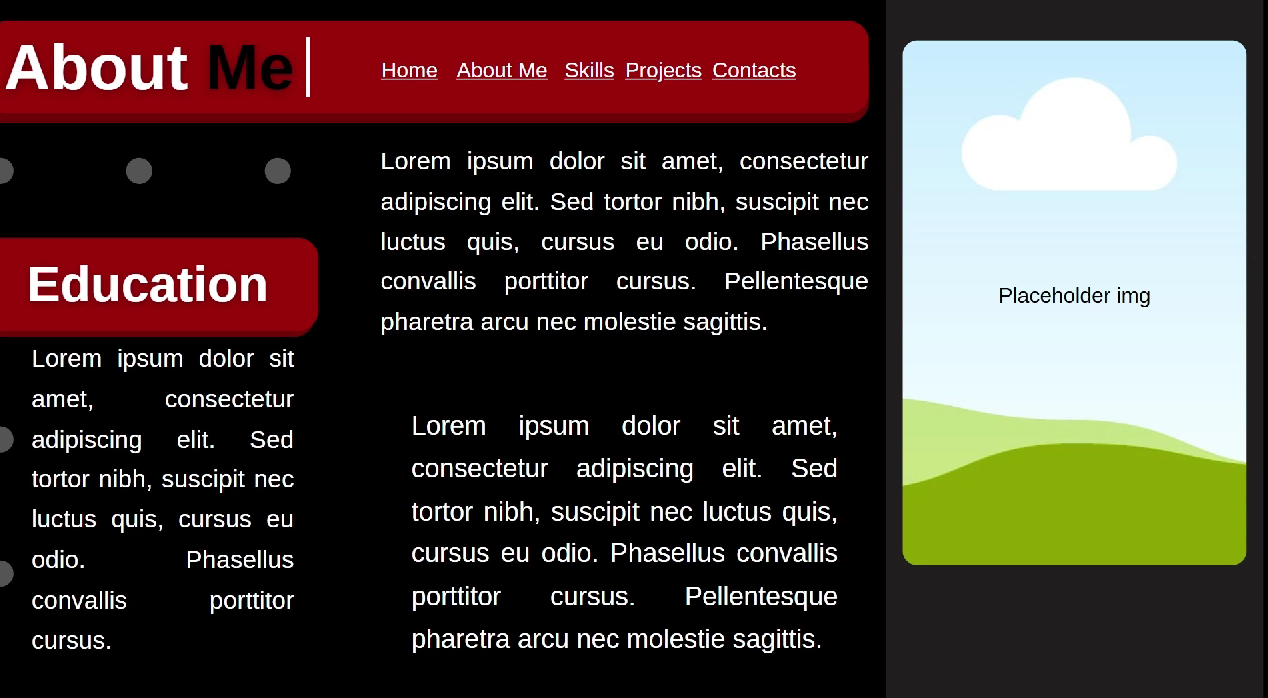 About Me
Home About Me Skills Projects Contacts
Lorem ipsum dolor sit amet, consectetur
adipiscing elit. Sed tortor nibh, suscipit nec
luctus quis, cursus eu odio. Phasellus
convallis porttitor cursus. Pellentesque
pharetra arcu nec molestie sagittis.
Education
Lorem ipsum dolor sit
amet, consectetur
adipiscing elit. Sed
tortor nibh, suscipit nec
luctus quis, cursus eu
odio. Phasellus
convallis porttitor
cursus.
Lorem ipsum dolor sit amet,
consectetur adipiscing elit. Sed
tortor nibh, suscipit nec luctus quis,
cursus eu odio. Phasellus convallis
porttitor cursus. Pellentesque
pharetra arcu nec molestie sagittis.
Placeholder img